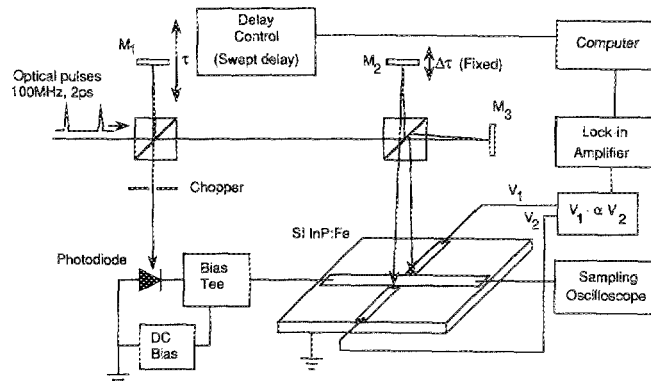 M1
τ
Delay
Control
(Swept delay)
M2
Δτ (Fixed)
Computer
Optical pulses
100MHz, 2ps
M3
Lock-in
Amplifier
Chopper
V1
V2
V1 - α V2
SI InP:Fe
Photodiode
Bias
Tee
Sampling
Oscilloscope
DC
Bias